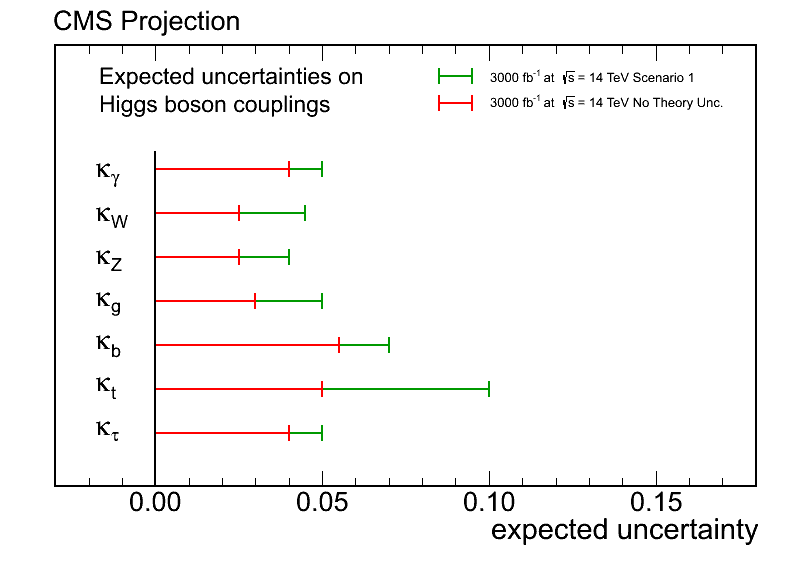 CMS Projection
Expected uncertainties on
Higgs boson couplings
3000 fb⁻¹ at √s = 14 TeV Scenario 1
3000 fb⁻¹ at √s = 14 TeV No Theory Unc.
κγ
κW
κZ
κg
κb
κt
κτ
0.00 0.05 0.10 0.15
expected uncertainty